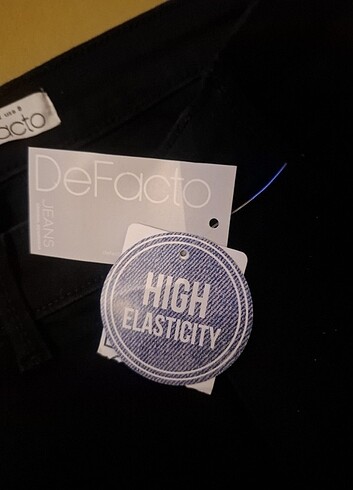 DeFacto
JEANS
HIGH
ELASTICITY